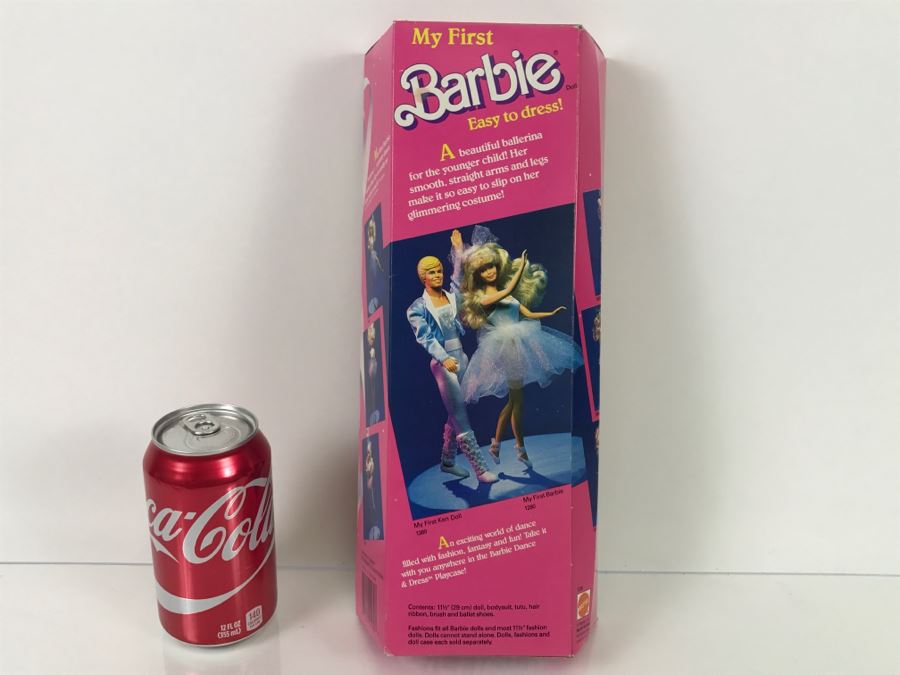 My First
Barbie®
Doll
Easy to dress!
A beautiful ballerina
for the younger child! Her
smooth, straight arms and legs
make it so easy to slip on her
glimmering costume!
My First Ken Doll
1389
My First Barbie
1280
An exciting world of dance
filled with fashion, fantasy and fun! Take it
with you anywhere in the Barbie Dance
& Dress™ Playcase!
Contents: 11½" (29 cm) doll, bodysuit, tutu, hair
ribbon, brush and ballet shoes.
Fashions fit all Barbie dolls and most 11½" fashion
dolls. Dolls cannot stand alone. Dolls, fashions and
doll case each sold separately.
ca-Cola
12 FL OZ
(355 mL)
140